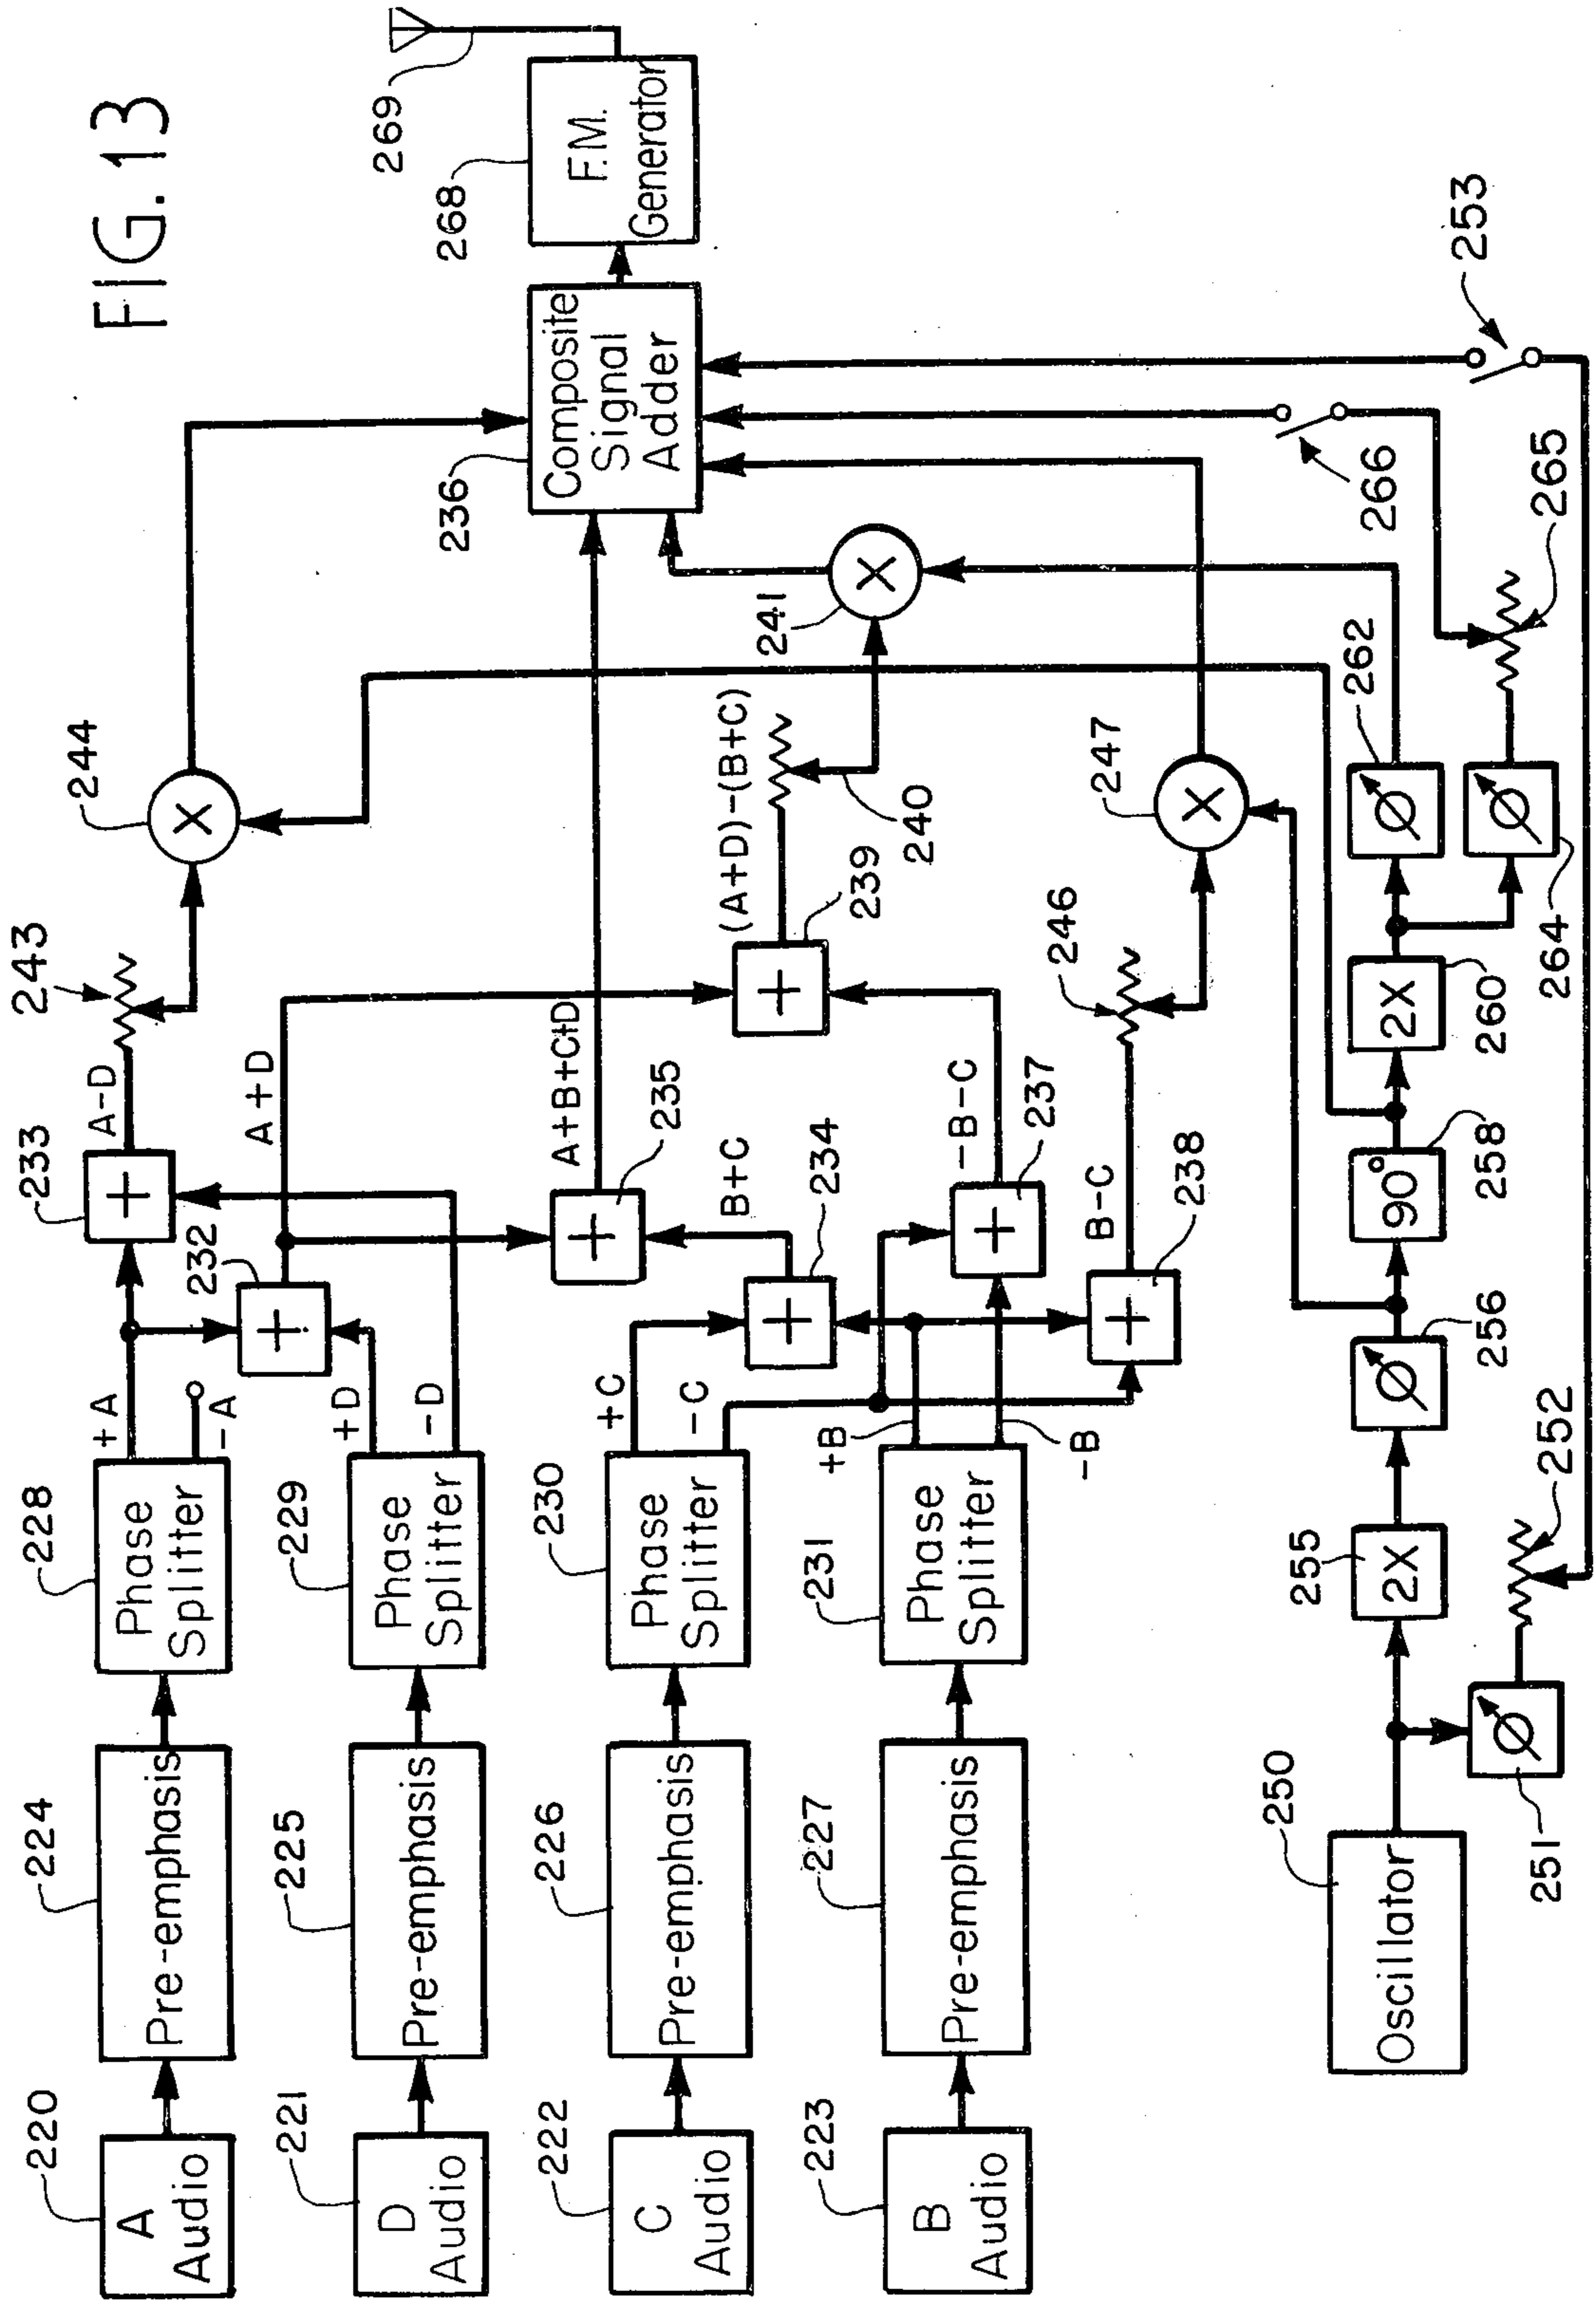 FIG. 13
220
A
Audio
224
Pre-emphasis
228
Phase
Splitter
+A
-A
233
A-D
243
244
X
221
D
Audio
225
Pre-emphasis
229
Phase
Splitter
+D
-D
232
+
+
A+D
222
C
Audio
226
Pre-emphasis
230
Phase
Splitter
+C
-C
234
+
B+C
235
+
A+B+C+D
223
B
Audio
227
Pre-emphasis
231
Phase
Splitter
+B
-B
237
+
-B-C
238
+
B-C
239
+
(A+D)-(B+C)
240
241
X
246
247
X
236
Composite
Signal
Adder
268
F.M.
Generator
269
250
Oscillator
251
Ø
252
253
255
2X
256
Ø
258
90°
260
2X
262
Ø
264
Ø
265
266